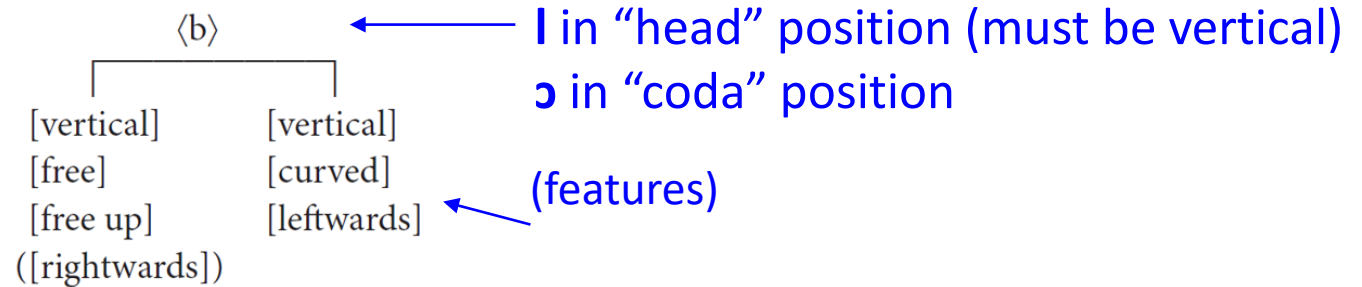 ⟨b⟩
l in “head” position (must be vertical)
ɔ in “coda” position
[vertical] [vertical]
[free] [curved]
[free up] [leftwards]
([rightwards])
(features)